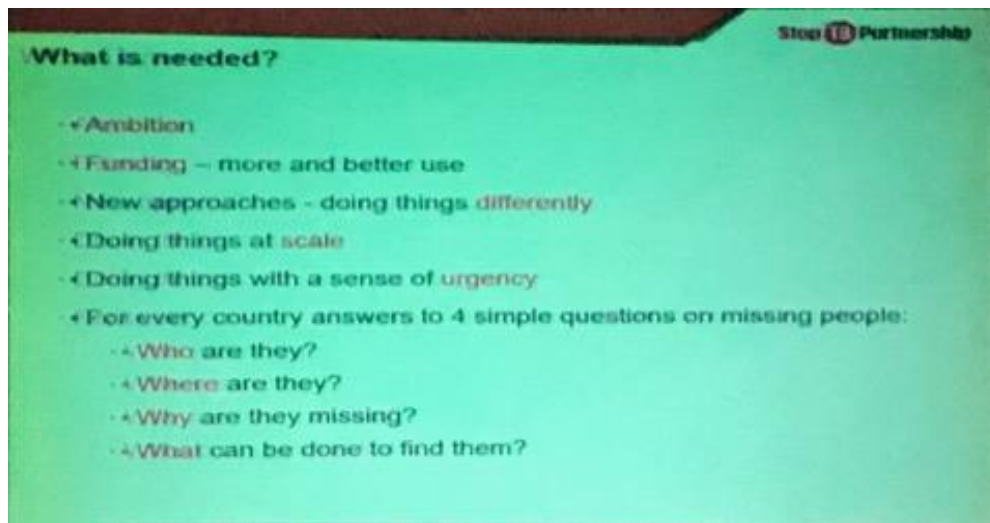 Stop TB Partnership
What is needed?
Ambition
Funding – more and better use
New approaches - doing things differently
Doing things at scale
Doing things with a sense of urgency
For every country answers to 4 simple questions on missing people:
Who are they?
Where are they?
Why are they missing?
What can be done to find them?